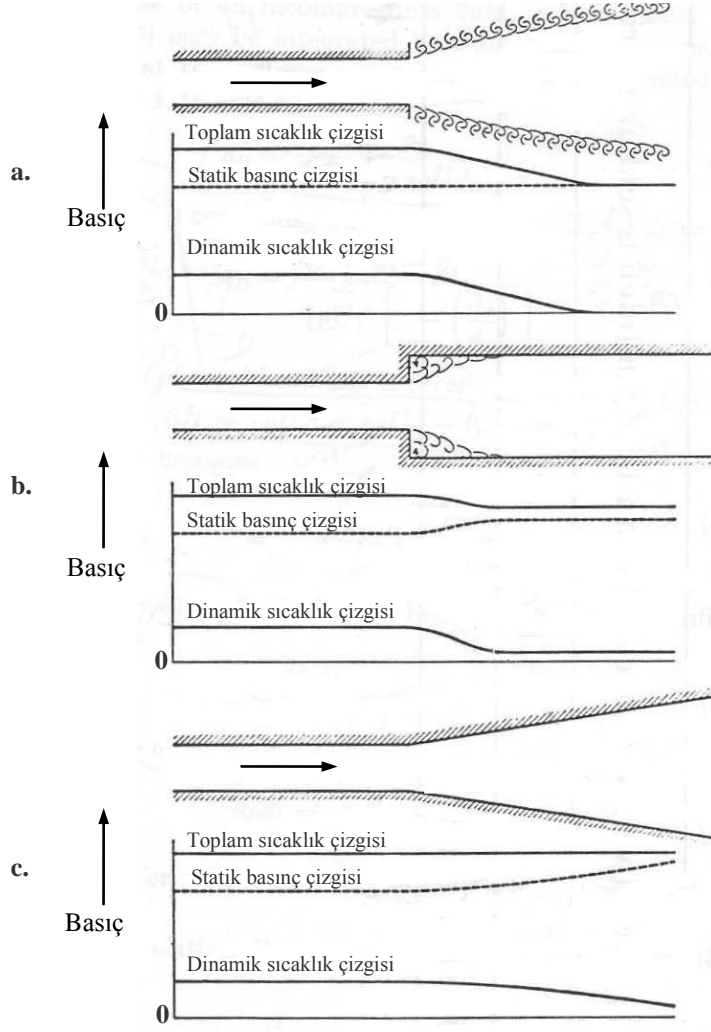 Toplam sıcaklık çizgisi
a.
Statik basınç çizgisi
Basıç
Dinamik sıcaklık çizgisi
0
b.
Toplam sıcaklık çizgisi
Statik basınç çizgisi
Basıç
Dinamik sıcaklık çizgisi
0
Toplam sıcaklık çizgisi
c.
Statik basınç çizgisi
Basıç
Dinamik sıcaklık çizgisi
0